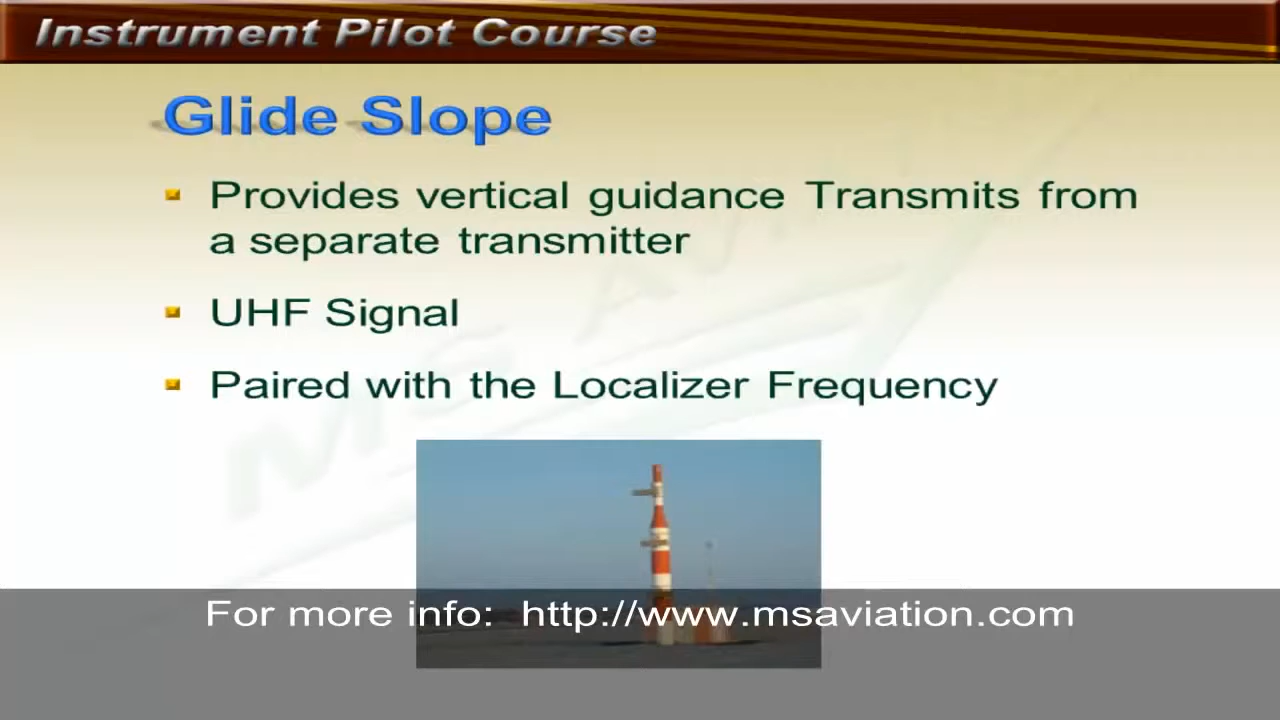 Instrument Pilot Course
Glide Slope
Provides vertical guidance Transmits from
a separate transmitter
UHF Signal
Paired with the Localizer Frequency
For more info: http://www.msaviation.com